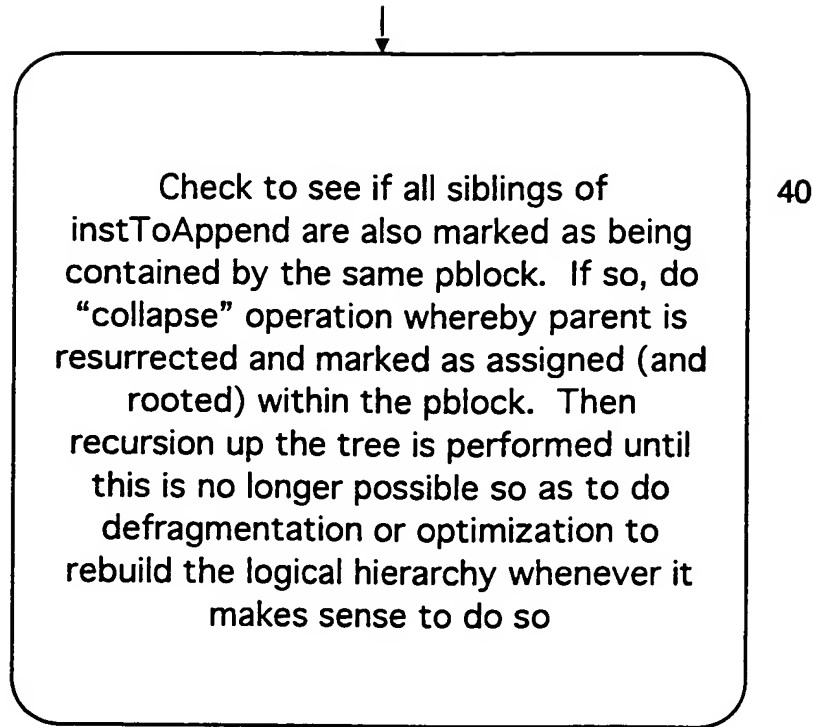 Check to see if all siblings of
instToAppend are also marked as being
contained by the same pblock.  If so, do
“collapse” operation whereby parent is
resurrected and marked as assigned (and
rooted) within the pblock.  Then
recursion up the tree is performed until
this is no longer possible so as to do
defragmentation or optimization to
rebuild the logical hierarchy whenever it
makes sense to do so
40